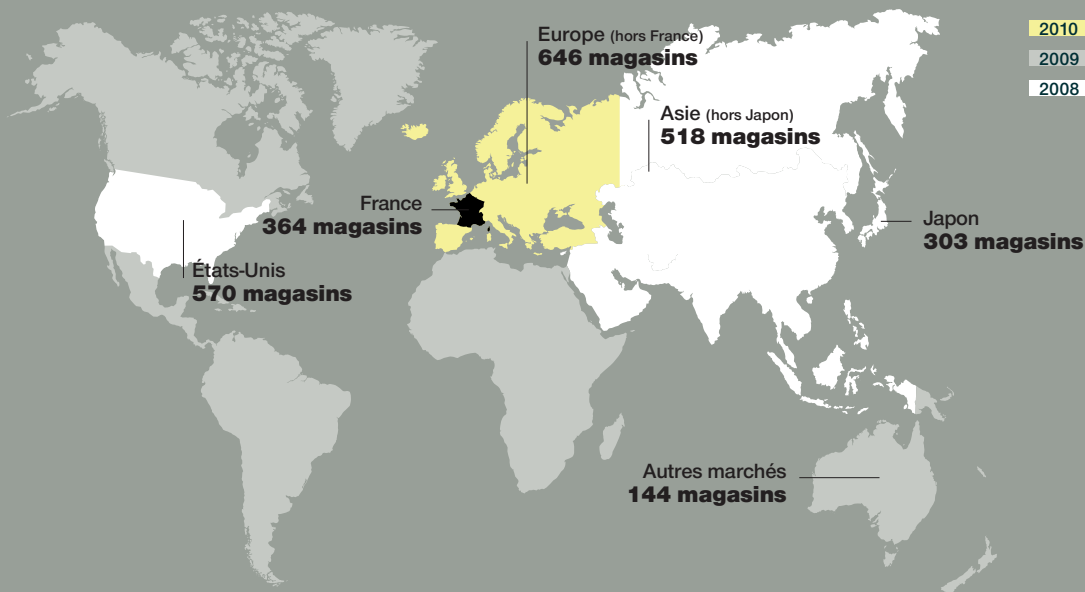 Europe (hors France)
646 magasins
2010
2009
2008
Asie (hors Japon)
518 magasins
France
364 magasins
Japon
303 magasins
États-Unis
570 magasins
Autres marchés
144 magasins